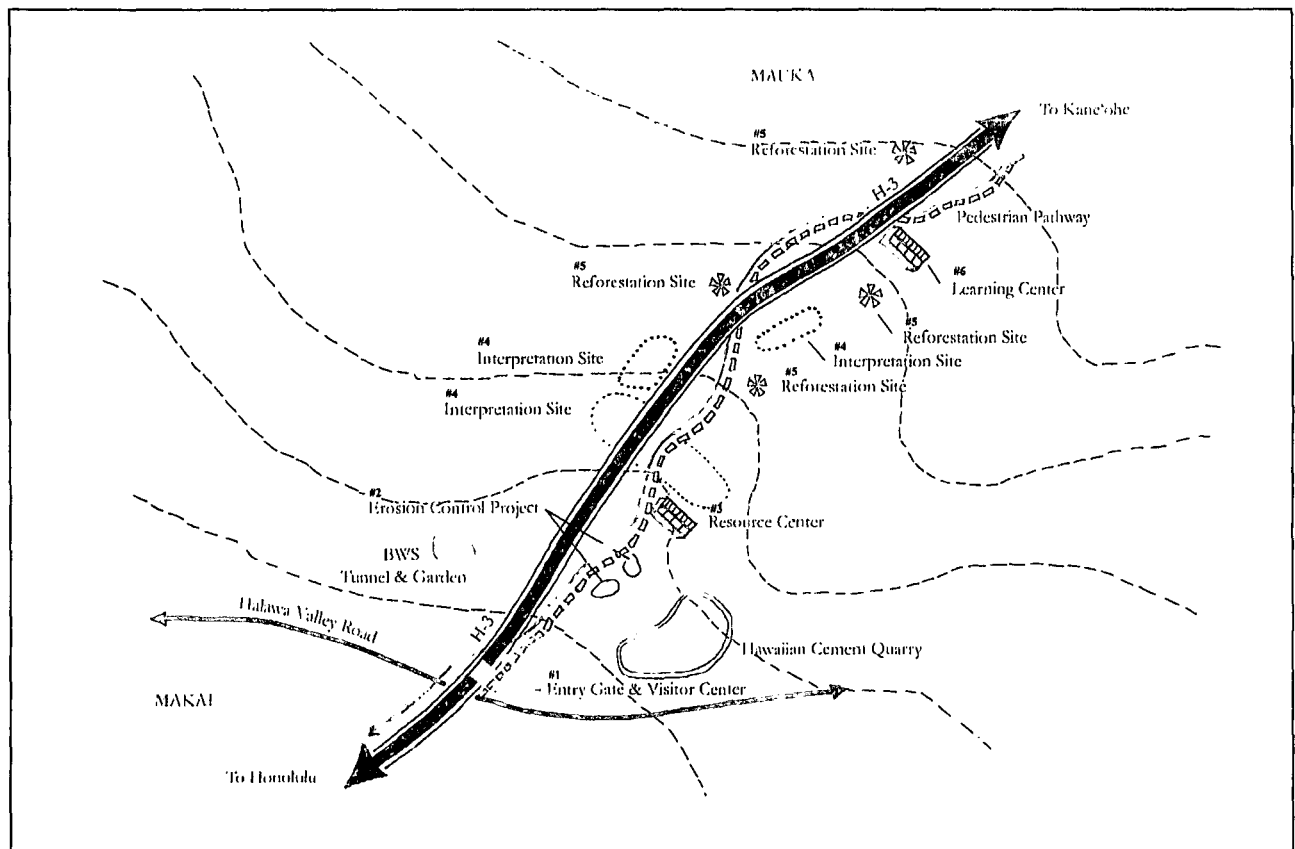 MAUKA
To Kane'ohe
#5
Reforestation Site
H-3
Pedestrian Pathway
#5
Reforestation Site
#6
Learning Center
#5
Reforestation Site
#4
Interpretation Site
#4
Interpretation Site
#5
Reforestation Site
#4
Interpretation Site
#2
Erosion Control Project
#3
Resource Center
BWS
Tunnel & Garden
Halawa Valley Road
H-3
Hawaiian Cement Quarry
#1
Entry Gate & Visitor Center
MAKAI
To Honolulu